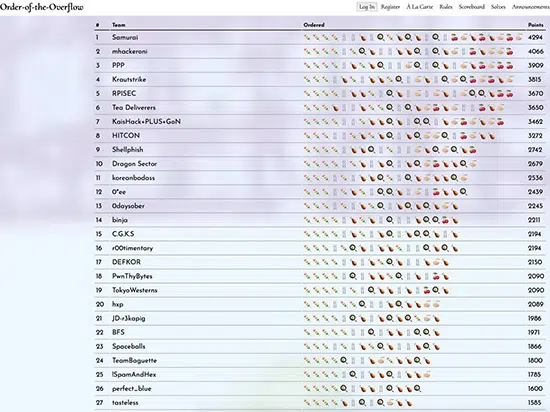 Order-of-the-Overflow Log In Register À La Carte Rules Scoreboard Solves Announcements
# Team Ordered Points
1 Samurai 4294
2 mhackeroni 4066
3 PPP 3909
4 Krautstrike 3815
5 RPISEC 3670
6 Tea Deliverers 3650
7 KaisHack+PLUS+GoN 3462
8 HITCON 3272
9 Shellphish 2742
10 Dragon Sector 2679
11 koreanbadass 2536
12 0*ee 2439
13 0daysober 2245
14 binja 2211
15 C.G.K.S 2194
16 r00timentary 2194
17 DEFKOR 2150
18 PwnThyBytes 2090
19 TokyoWesterns 2090
20 hxp 2089
21 JD-r3kapig 1986
22 BFS 1971
23 Spaceballs 1866
24 TeamBaguette 1800
25 ISpamAndHex 1785
26 perfect_blue 1600
27 tasteless 1585